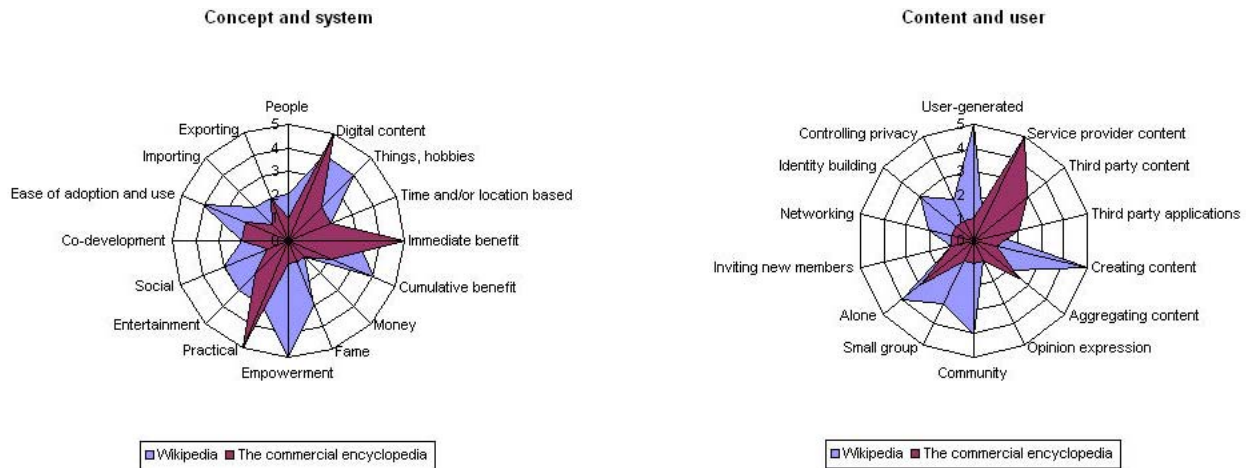 Concept and system
People
Digital content
Things, hobbies
Time and/or location based
Immediate benefit
Cumulative benefit
Money
Fame
Empowerment
Practical
Entertainment
Social
Co-development
Ease of adoption and use
Importing
Exporting
5
4
3
2
1
0
Wikipedia
The commercial encyclopedia
Content and user
User-generated
Service provider content
Third party content
Third party applications
Creating content
Aggregating content
Opinion expression
Community
Small group
Alone
Inviting new members
Networking
Identity building
Controlling privacy
5
4
3
2
1
0
Wikipedia
The commercial encyclopedia